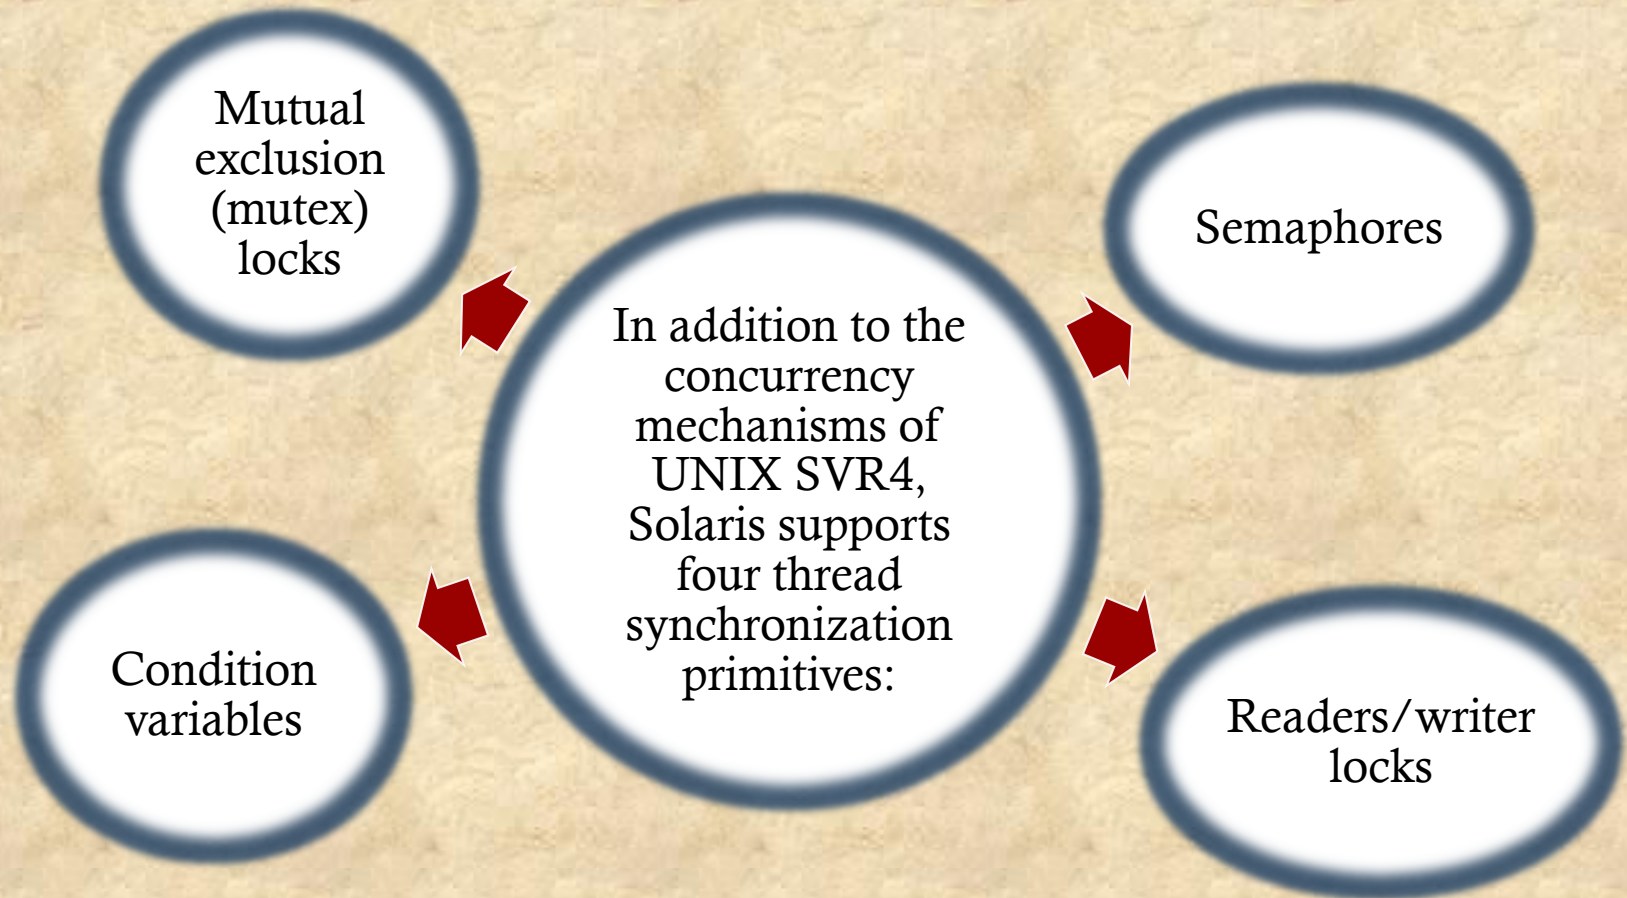 Mutual
exclusion
(mutex)
locks
Semaphores
In addition to the
concurrency
mechanisms of
UNIX SVR4,
Solaris supports
four thread
synchronization
primitives:
Condition
variables
Readers/writer
locks